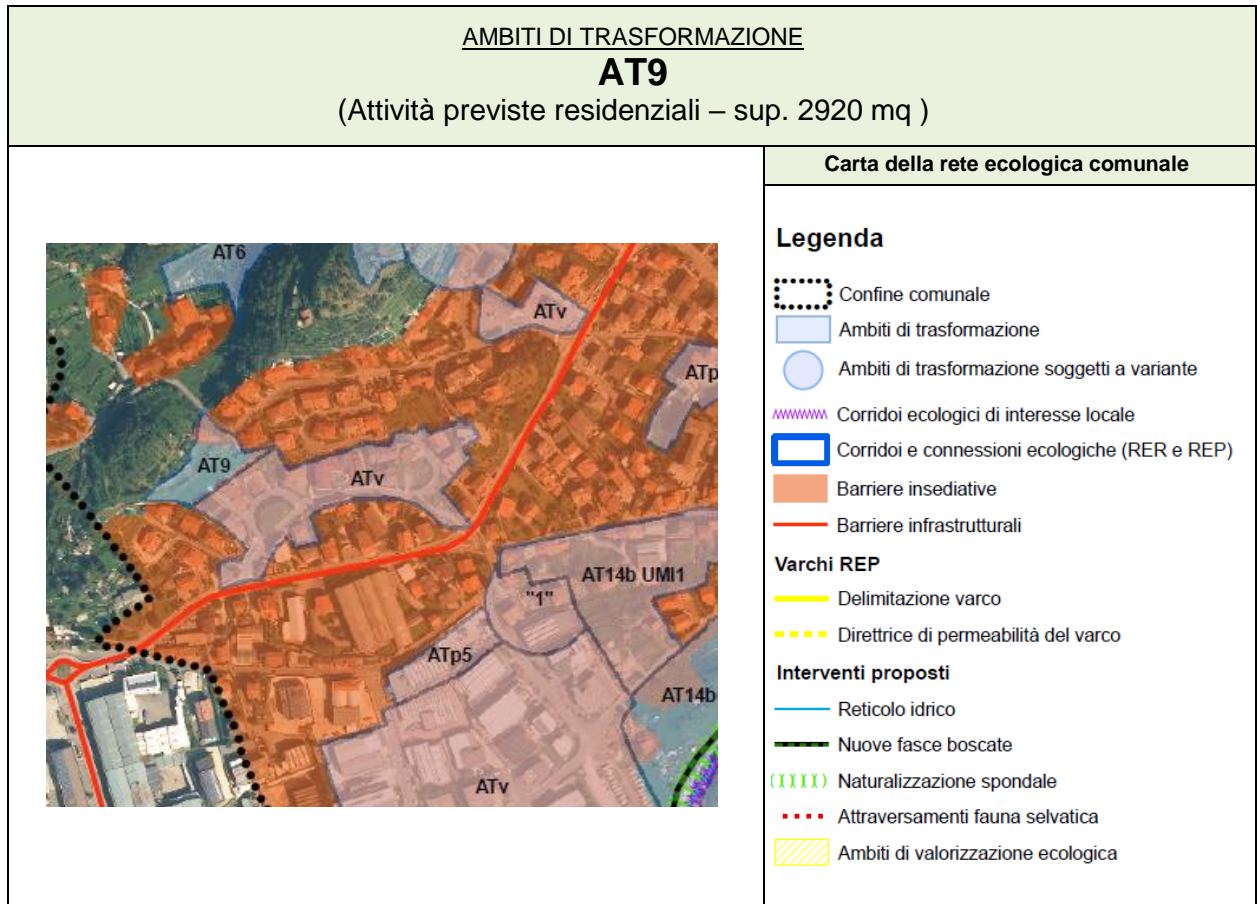 AMBITI DI TRASFORMAZIONE
AT9
(Attività previste residenziali – sup. 2920 mq )
Carta della rete ecologica comunale
AT6
ATv
ATp
AT9
ATv
AT14b UMI1
"1"
ATp5
AT14b
ATv
Legenda
Confine comunale
Ambiti di trasformazione
Ambiti di trasformazione soggetti a variante
Corridoi ecologici di interesse locale
Corridoi e connessioni ecologiche (RER e REP)
Barriere insediative
Barriere infrastrutturali
Varchi REP
Delimitazione varco
Direttrice di permeabilità del varco
Interventi proposti
Reticolo idrico
Nuove fasce boscate
Naturalizzazione spondale
Attraversamenti fauna selvatica
Ambiti di valorizzazione ecologica